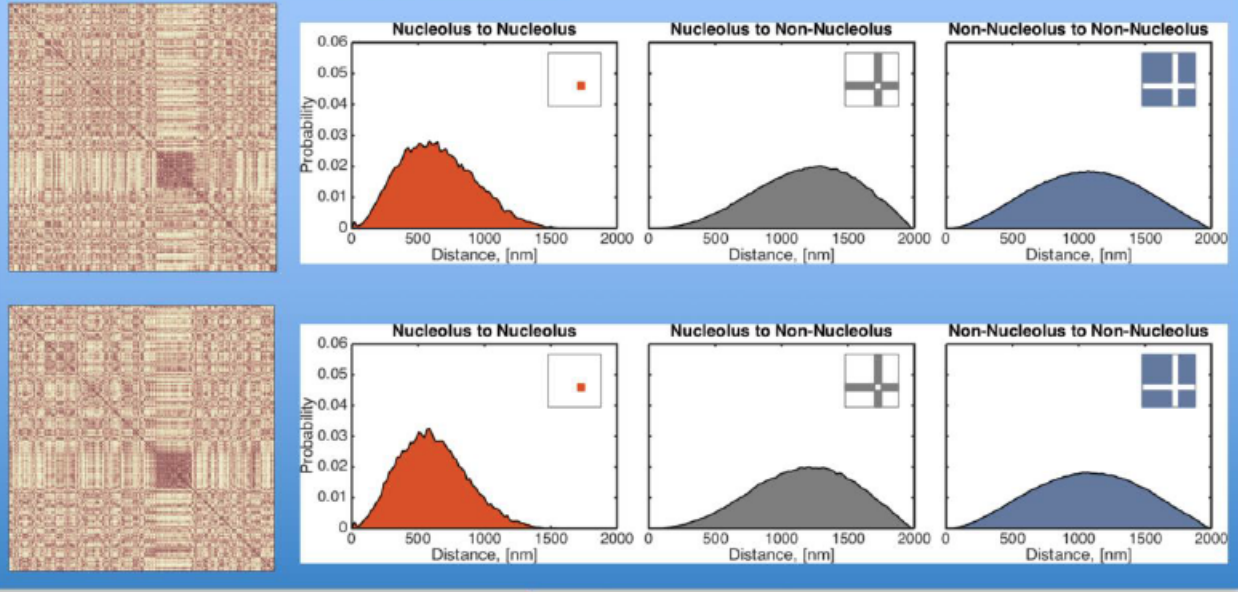 Nucleolus to Nucleolus
Nucleolus to Non-Nucleolus
Non-Nucleolus to Non-Nucleolus
0.06
0.05
0.04
0.03
0.02
0.01
0
Probability
0 500 1000 1500 2000
0 500 1000 1500 2000
0 500 1000 1500 2000
Distance, [nm]
Distance, [nm]
Distance, [nm]
Nucleolus to Nucleolus
Nucleolus to Non-Nucleolus
Non-Nucleolus to Non-Nucleolus
0.06
0.05
0.04
0.03
0.02
0.01
0
Probability
0 500 1000 1500 2000
0 500 1000 1500 2000
0 500 1000 1500 2000
Distance, [nm]
Distance, [nm]
Distance, [nm]